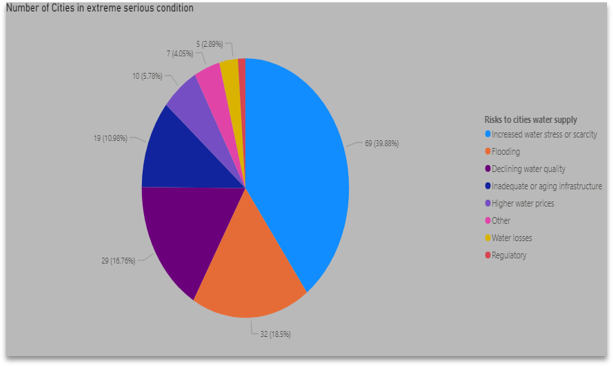 Number of Cities in extreme serious condition
5 (2.89%)
7 (4.05%)
10 (5.78%)
19 (10.98%)
69 (39.88%)
29 (16.76%)
32 (18.5%)
Risks to cities water supply
Increased water stress or scarcity
Flooding
Declining water quality
Inadequate or aging infrastructure
Higher water prices
Other
Water losses
Regulatory